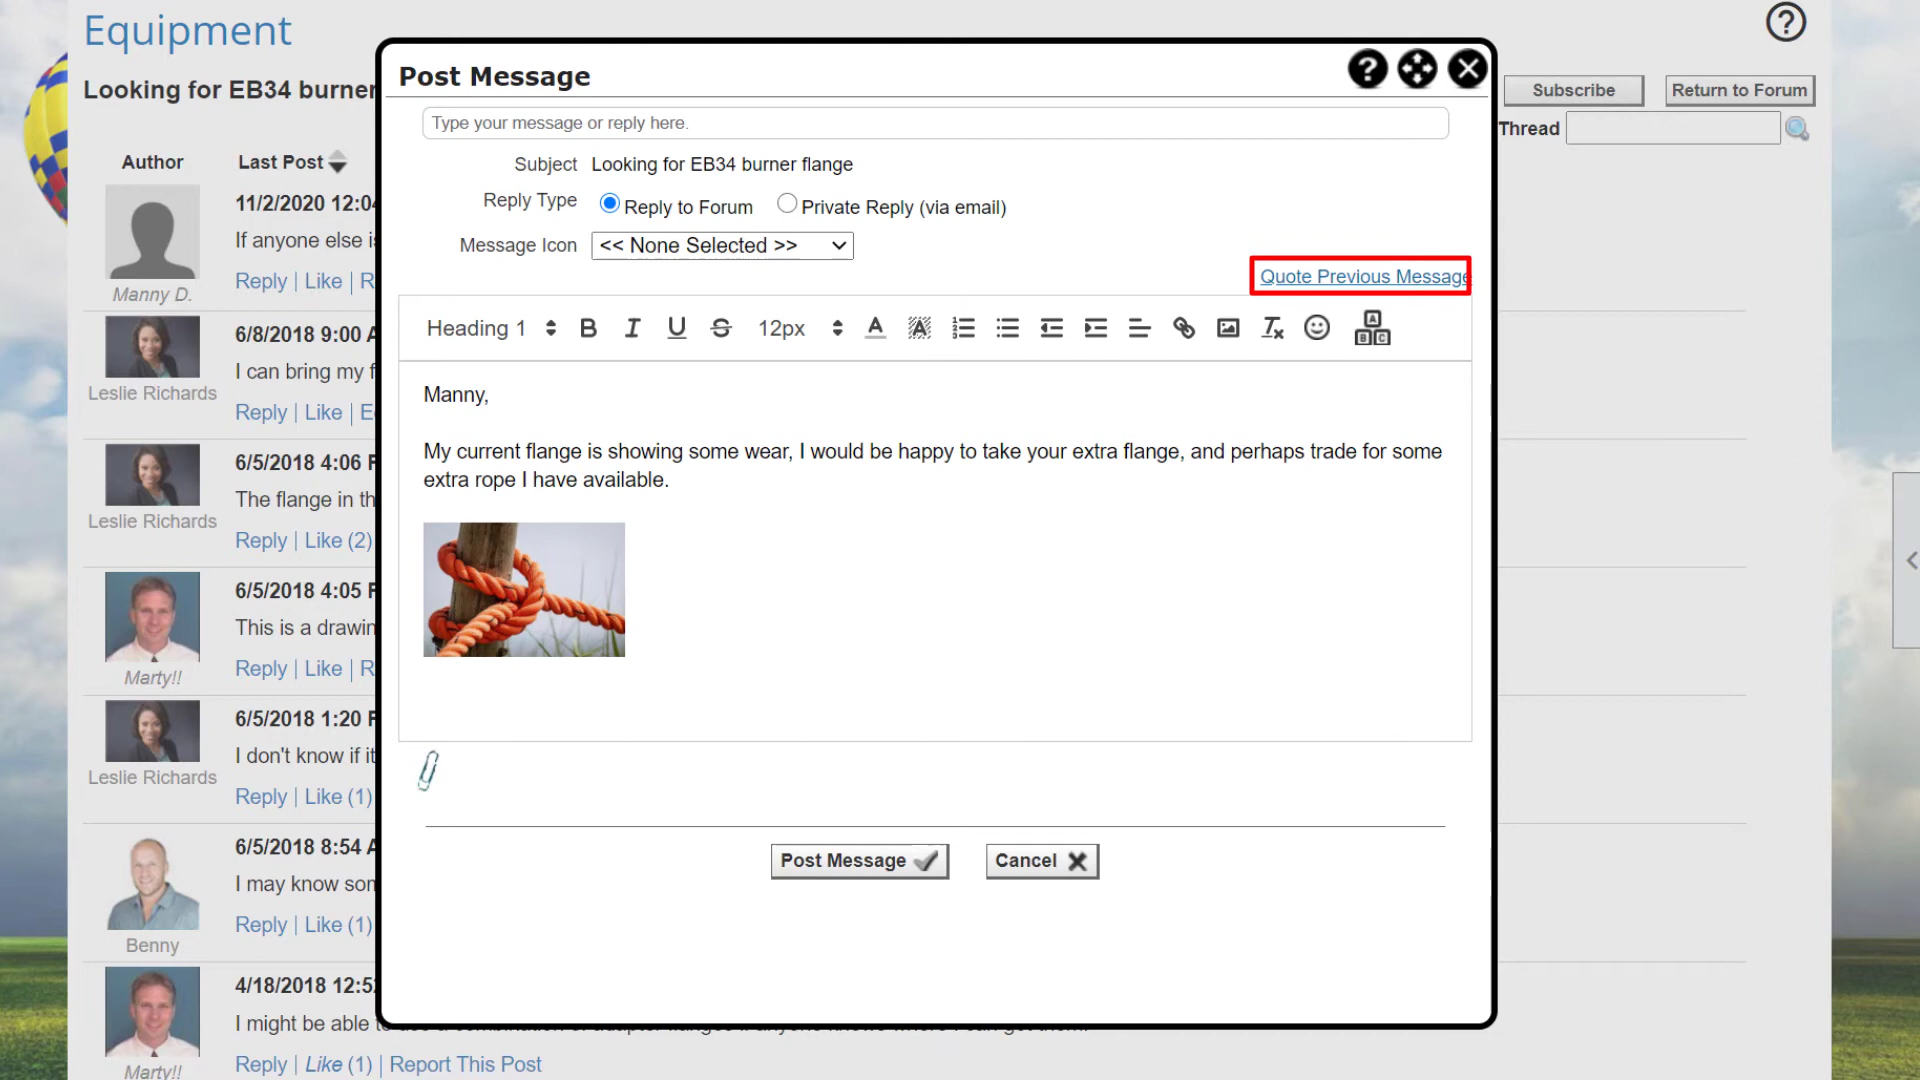 Equipment
Looking for EB34 burner
Subscribe
Return to Forum
Thread
Author
Last Post
11/2/2020 12:04
If anyone else is
Reply | Like | R
Manny D.
6/8/2018 9:00 A
I can bring my f
Leslie Richards
Reply | Like | E
6/5/2018 4:06 P
The flange in th
Leslie Richards
Reply | Like (2)
6/5/2018 4:05 P
This is a drawin
Reply | Like | R
Marty!!
6/5/2018 1:20 P
I don't know if it
Leslie Richards
Reply | Like (1)
6/5/2018 8:54 A
I may know son
Reply | Like (1)
Benny
4/18/2018 12:52
I might be able
Reply | Like (1) | Report This Post
Marty!!
Post Message
Type your message or reply here.
Subject Looking for EB34 burner flange
Reply Type Reply to Forum Private Reply (via email)
Message Icon << None Selected >>
Quote Previous Message
Heading 1 B I U S 12px A
Manny,
My current flange is showing some wear, I would be happy to take your extra flange, and perhaps trade for some
extra rope I have available.
Post Message
Cancel